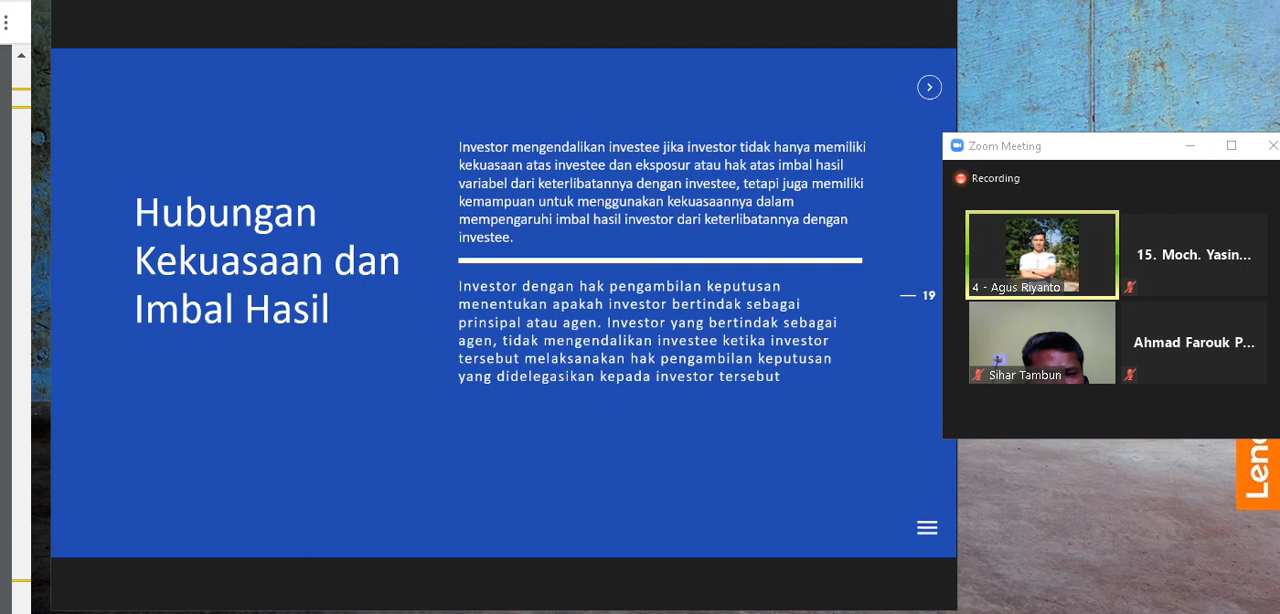 Hubungan
Kekuasaan dan
Imbal Hasil
Investor mengendalikan investee jika investor tidak hanya memiliki
kekuasaan atas investee dan eksposur atau hak atas imbal hasil
variabel dari keterlibatannya dengan investee, tetapi juga memiliki
kemampuan untuk menggunakan kekuasaannya dalam
mempengaruhi imbal hasil investor dari keterlibatannya dengan
investee.
Investor dengan hak pengambilan keputusan
menentukan apakah investor bertindak sebagai
prinsipal atau agen. Investor yang bertindak sebagai
agen, tidak mengendalikan investee ketika investor
tersebut melaksanakan hak pengambilan keputusan
yang didelegasikan kepada investor tersebut
19
Zoom Meeting
Recording
4 - Agus Riyanto
15. Moch. Yasin...
Sihar Tambun
Ahmad Farouk P...
Leno